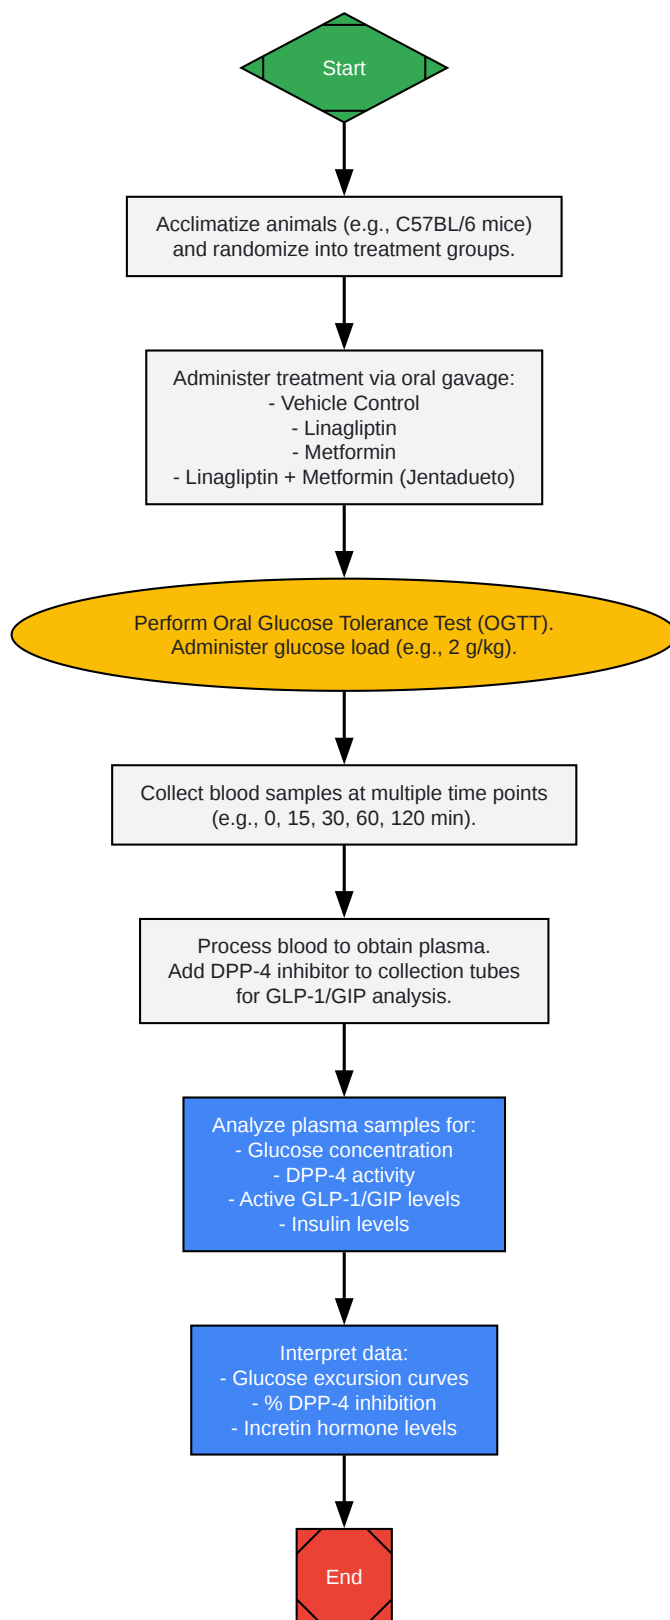 Start
Acclimatize animals (e.g., C57BL/6 mice)
and randomize into treatment groups.
Administer treatment via oral gavage:
- Vehicle Control
- Linagliptin
- Metformin
- Linagliptin + Metformin (Jentadueto)
Perform Oral Glucose Tolerance Test (OGTT).
Administer glucose load (e.g., 2 g/kg).
Collect blood samples at multiple time points
(e.g., 0, 15, 30, 60, 120 min).
Process blood to obtain plasma.
Add DPP-4 inhibitor to collection tubes
for GLP-1/GIP analysis.
Analyze plasma samples for:
- Glucose concentration
- DPP-4 activity
- Active GLP-1/GIP levels
- Insulin levels
Interpret data:
- Glucose excursion curves
- % DPP-4 inhibition
- Incretin hormone levels
End